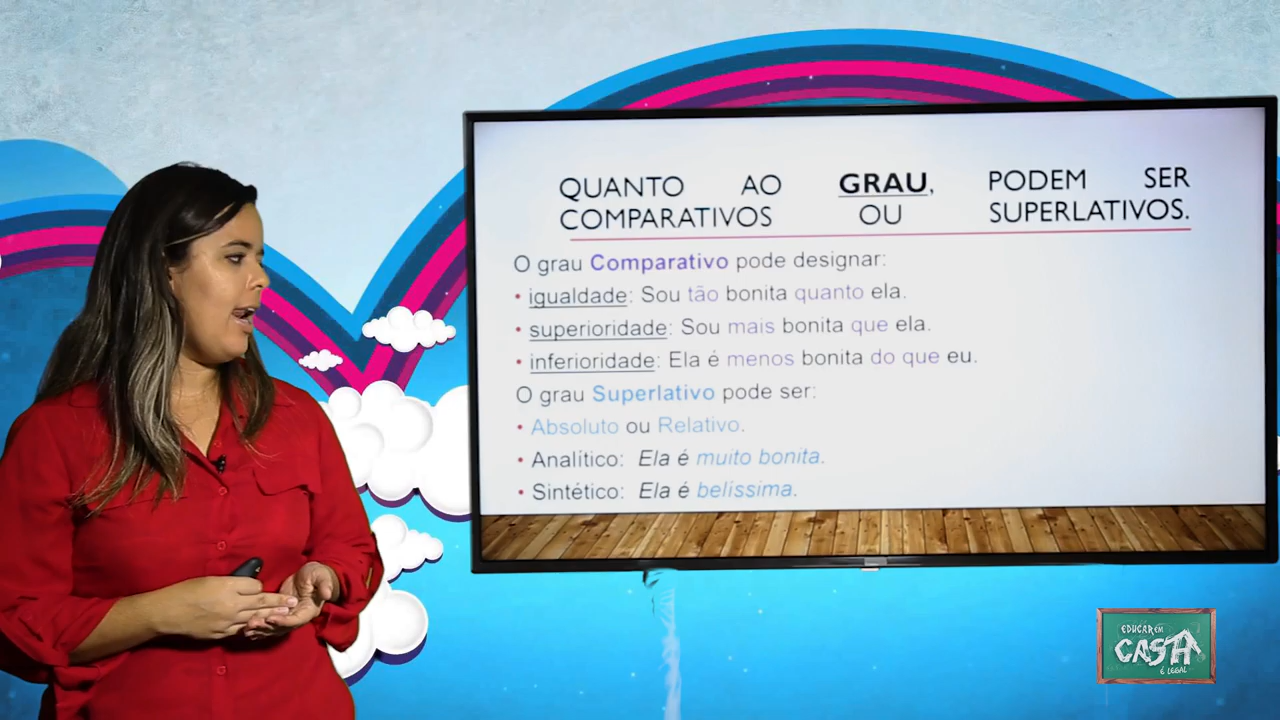 QUANTO AO GRAU, PODEM SER
COMPARATIVOS OU SUPERLATIVOS.
O grau Comparativo pode designar:
• igualdade: Sou tão bonita quanto ela.
• superioridade: Sou mais bonita que ela.
• inferioridade: Ela é menos bonita do que eu.
O grau Superlativo pode ser:
• Absoluto ou Relativo.
• Analítico: Ela é muito bonita.
• Sintético: Ela é belíssima.
EDUCAR EM
CASA
É LEGAL